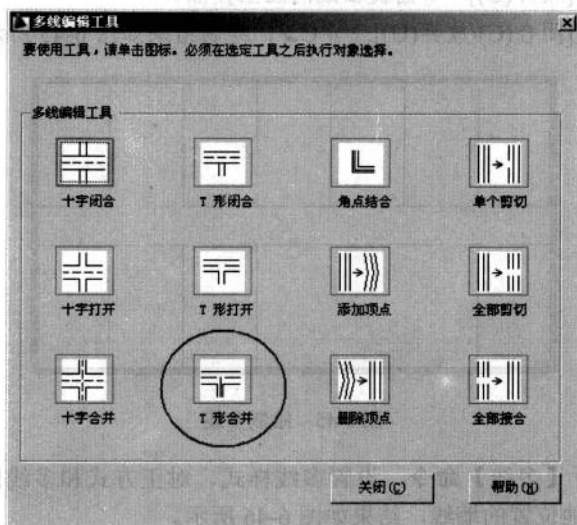 多线编辑工具
要使用工具，请单击图标。必须在选定工具之后执行对象选择。
多线编辑工具
十字闭合 T 形闭合 角点结合 单个剪切
十字打开 T 形打开 添加顶点 全部剪切
十字合并 T 形合并 删除顶点 全部接合
关闭(C) 帮助(H)